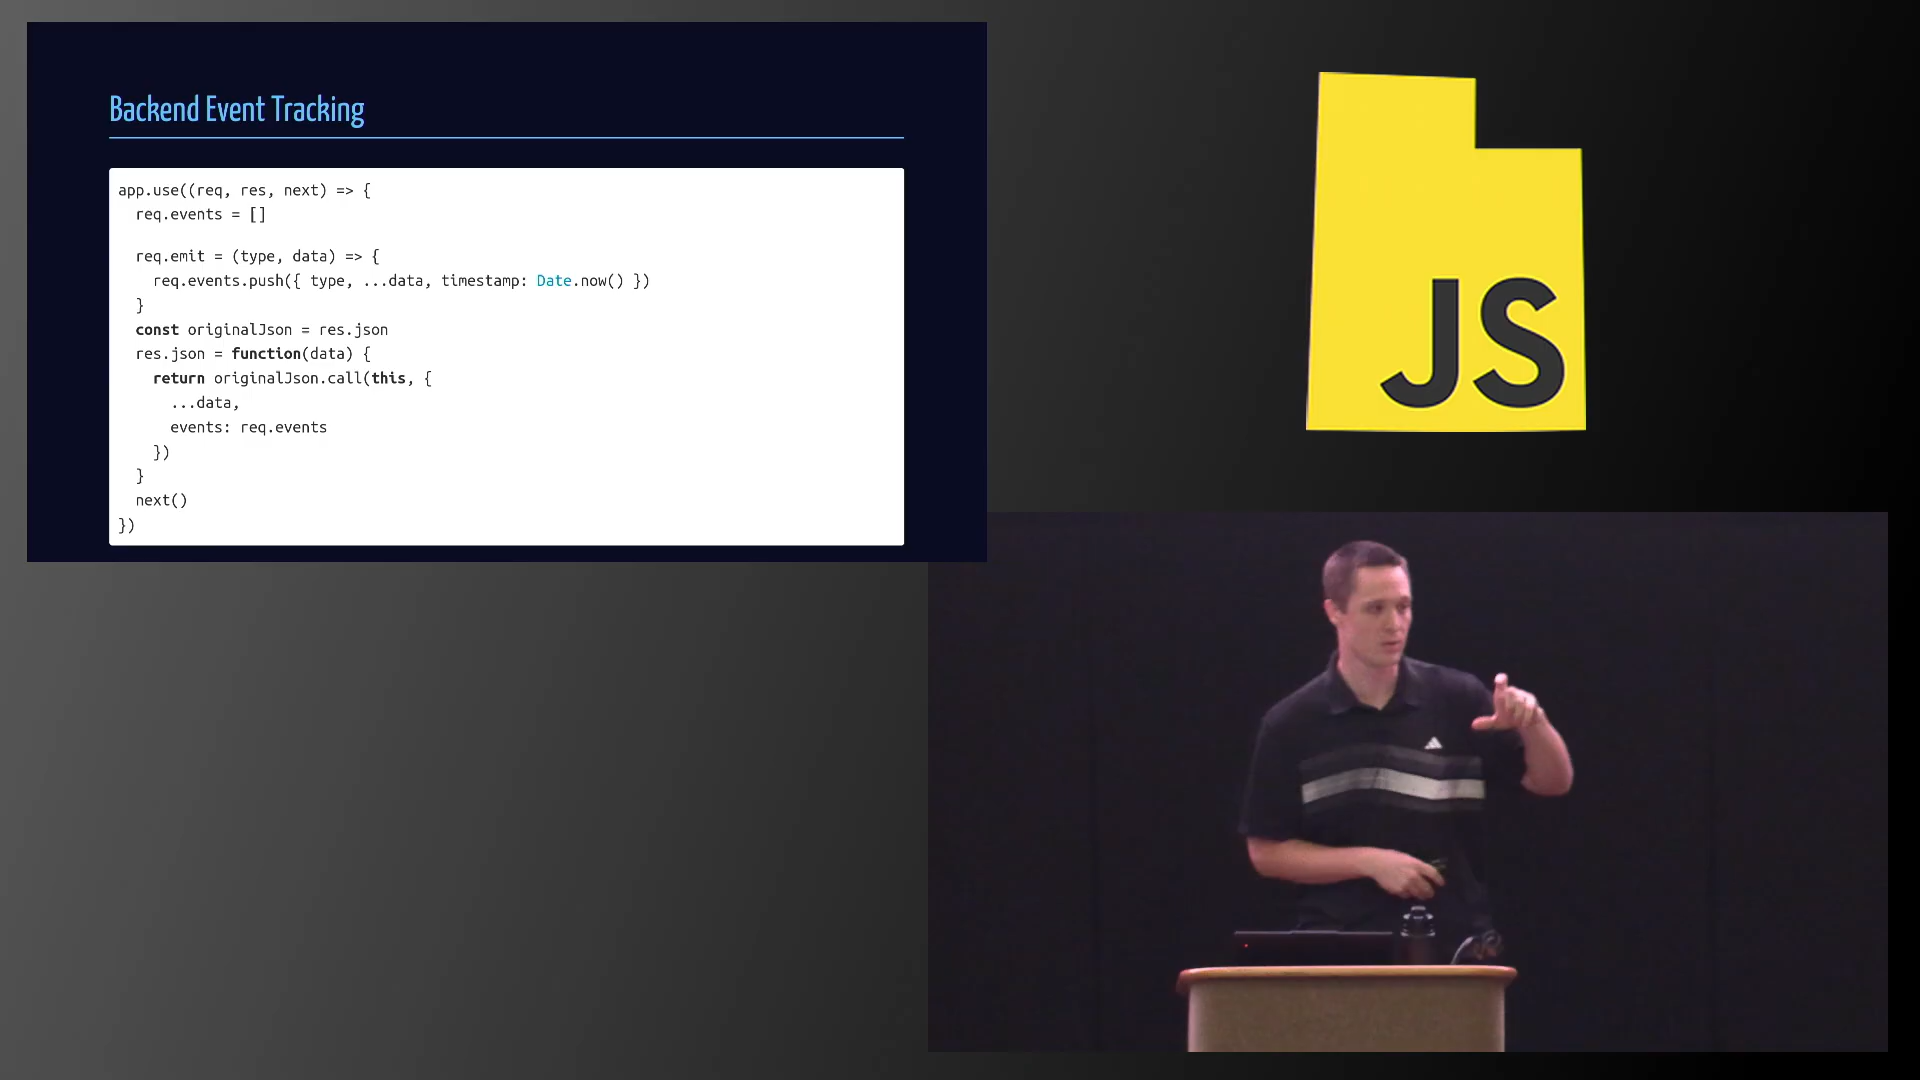 Backend Event Tracking
app.use((req, res, next) => {
  req.events = []
  req.emit = (type, data) => {
    req.events.push({ type, ...data, timestamp: Date.now() })
  }
  const originalJson = res.json
  res.json = function(data) {
    return originalJson.call(this, {
      ...data,
      events: req.events
    })
  }
  next()
})
JS